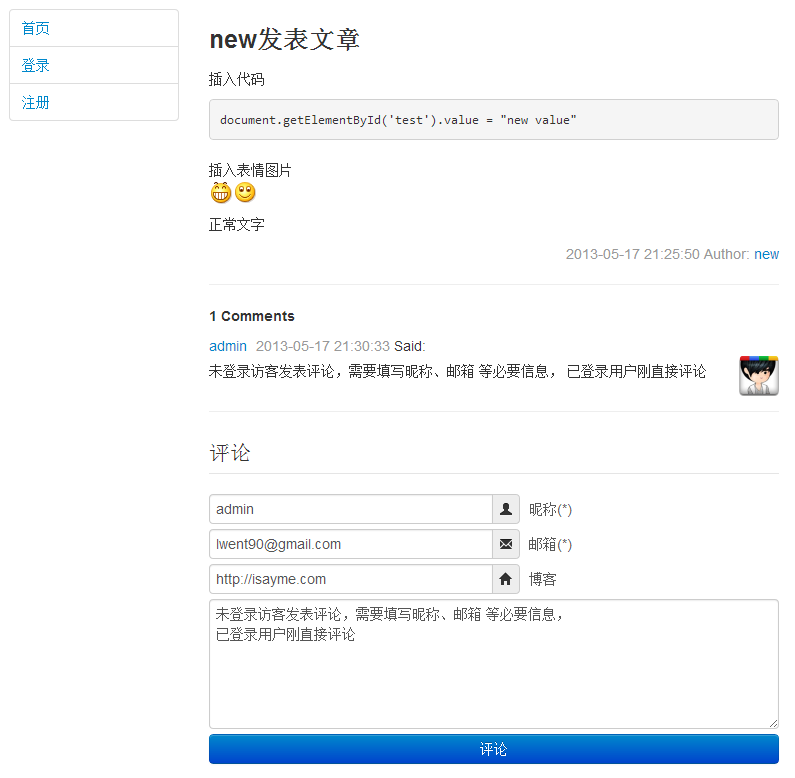 首页
登录
注册
new发表文章
插入代码
document.getElementById('test').value = "new value"
插入表情图片
正常文字
2013-05-17 21:25:50 Author: new
1 Comments
admin 2013-05-17 21:30:33 Said:
未登录访客发表评论，需要填写昵称、邮箱 等必要信息， 已登录用户刚直接评论
评论
admin 昵称(*)
lwent90@gmail.com 邮箱(*)
http://isayme.com 博客
未登录访客发表评论，需要填写昵称、邮箱 等必要信息，
已登录用户刚直接评论
评论